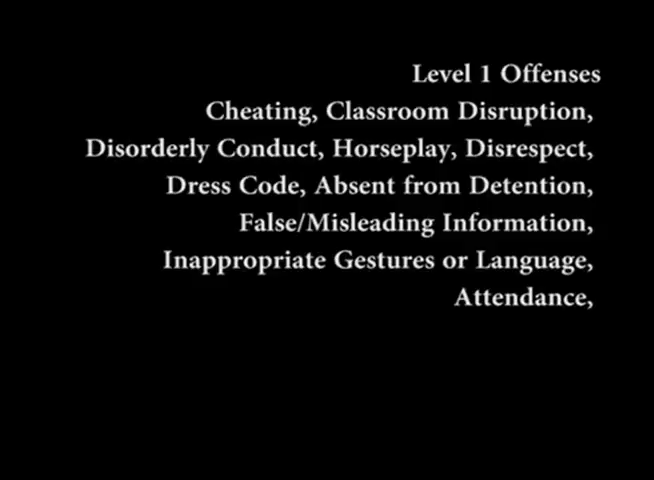 Level 1 Offenses
Cheating, Classroom Disruption,
Disorderly Conduct, Horseplay, Disrespect,
Dress Code, Absent from Detention,
False/Misleading Information,
Inappropriate Gestures or Language,
Attendance,